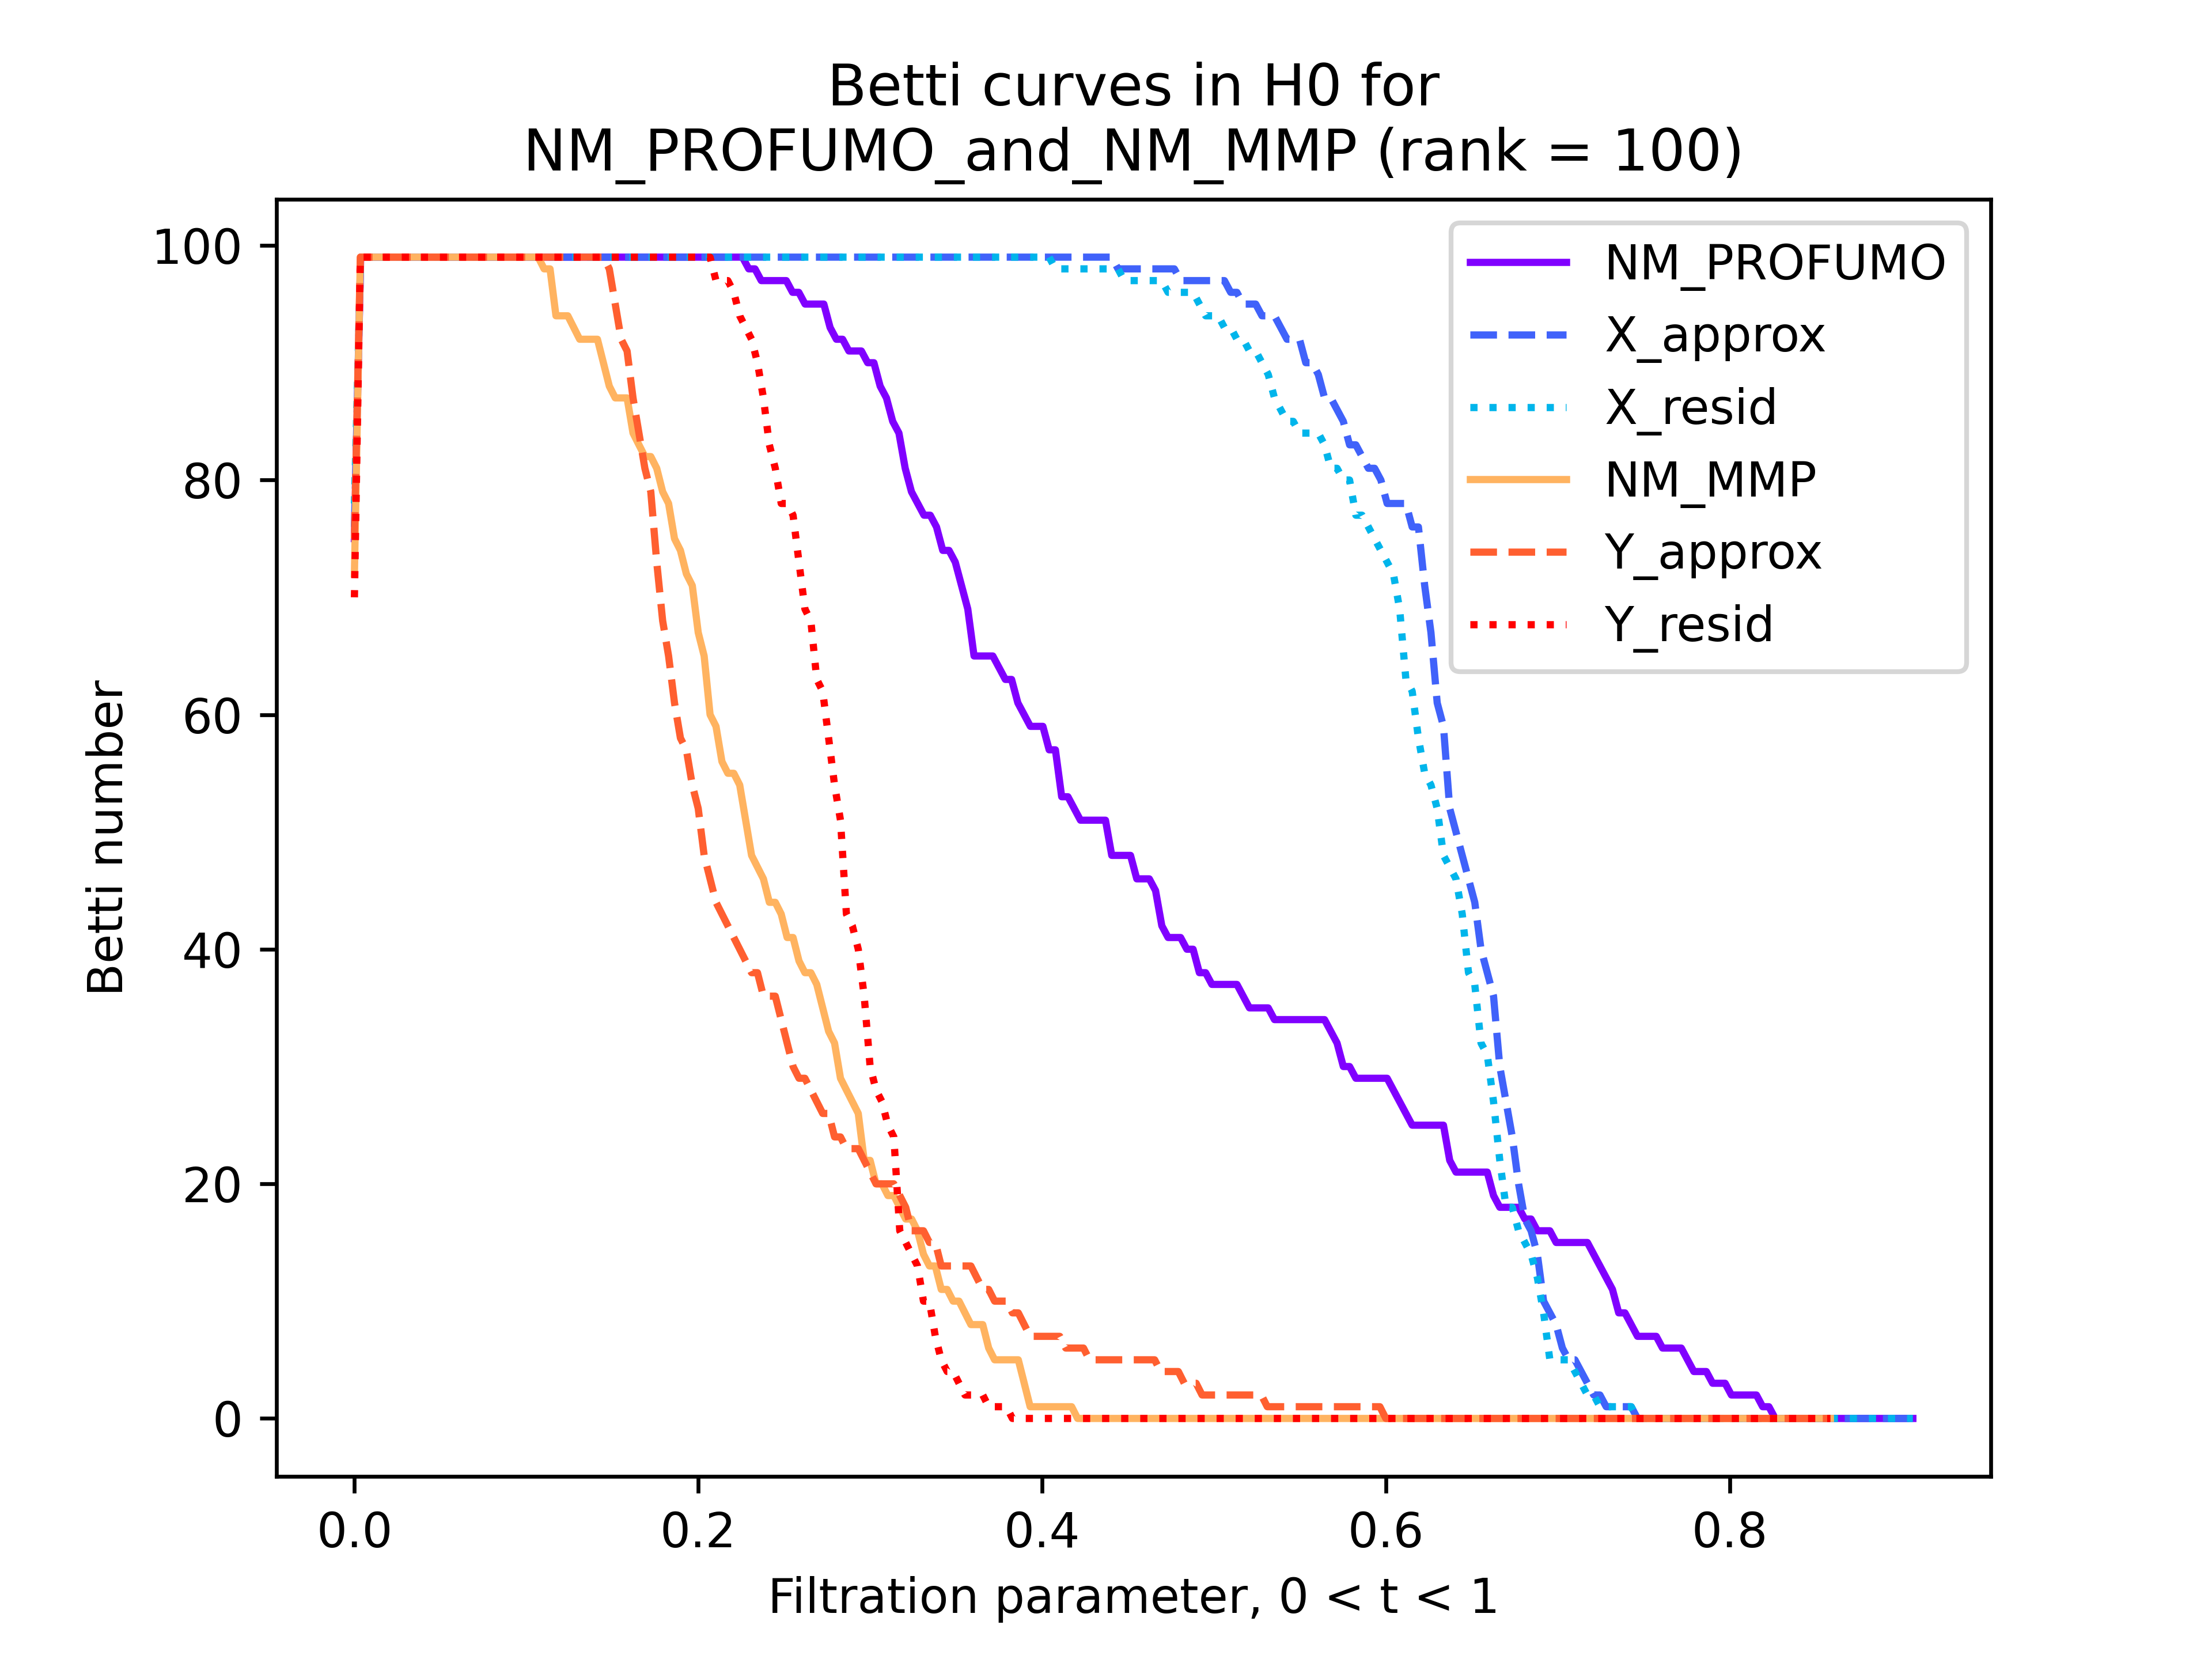 Betti curves in H0 for
NM_PROFUMO_and_NM_MMP (rank = 100)
100
80
60
40
20
0
Betti number
NM_PROFUMO
X_approx
X_resid
NM_MMP
Y_approx
Y_resid
0.0
0.2
0.4
0.6
0.8
Filtration parameter, 0 < t < 1